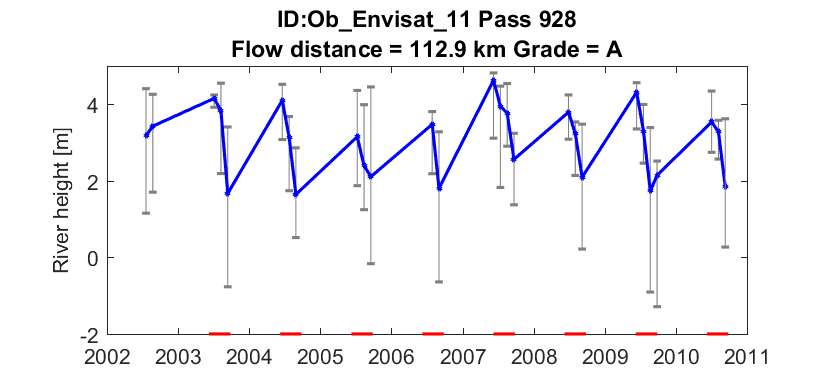 ID:Ob_Envisat_11 Pass 928
Flow distance = 112.9 km Grade = A
River height [m]
4
2
0
-2
2002 2003 2004 2005 2006 2007 2008 2009 2010 2011